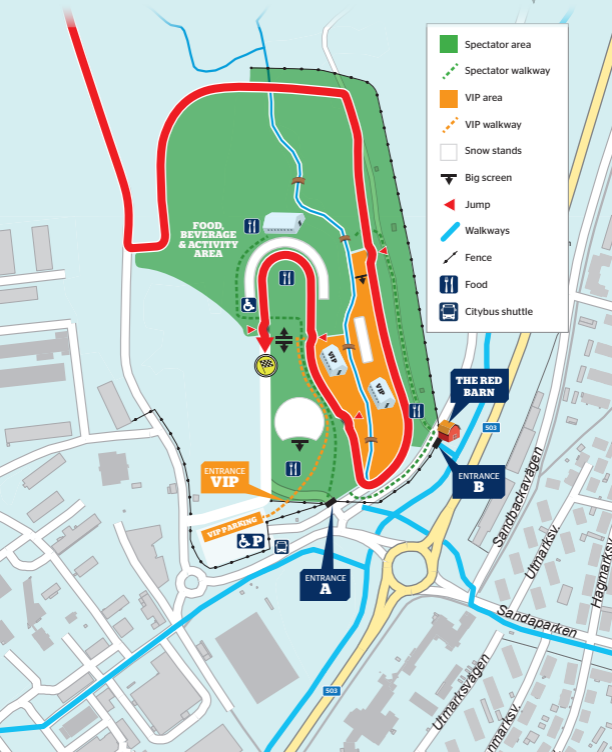 Spectator area
Spectator walkway
VIP area
VIP walkway
Snow stands
Big screen
Jump
Walkways
Fence
Food
Citybus shuttle
FOOD,
BEVERAGE
& ACTIVITY
AREA
VIP
VIP
THE RED
BARN
503
ENTRANCE
VIP
ENTRANCE
B
VIP PARKING
P
ENTRANCE
A
Sandbackavägen
Utmarksv.
Hagmarksv.
Sandaparken
503
Utmarksvägen
nmarksv.